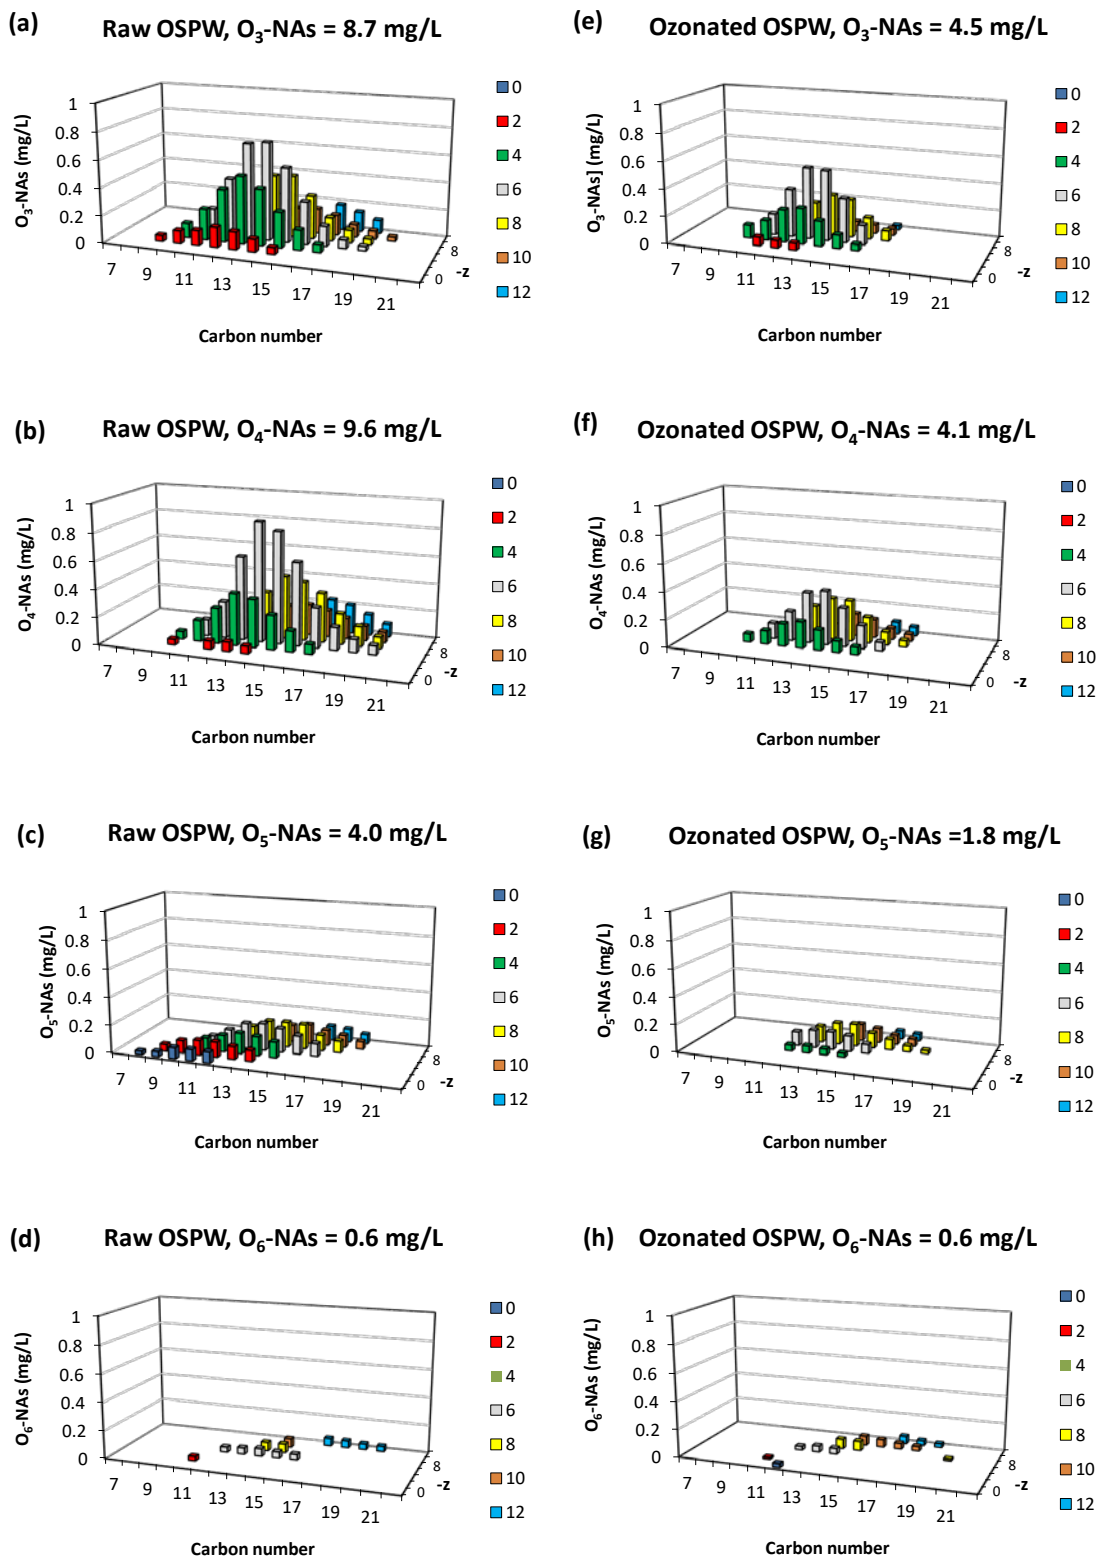 (a) Raw OSPW, O₃-NAs = 8.7 mg/L
O₃-NAs (mg/L)
1
0.8
0.6
0.4
0.2
0
7 9 11 13 15 17 19 21
Carbon number
0 8
-z
0
2
4
6
8
10
12
(e) Ozonated OSPW, O₃-NAs = 4.5 mg/L
O₃-NAs] (mg/L)
1
0.8
0.6
0.4
0.2
0
7 9 11 13 15 17 19 21
Carbon number
0 8
-z
0
2
4
6
8
10
12
(b) Raw OSPW, O₄-NAs = 9.6 mg/L
O₄-NAs (mg/L)
1
0.8
0.6
0.4
0.2
0
7 9 11 13 15 17 19 21
Carbon number
0 8
-z
0
2
4
6
8
10
12
(f) Ozonated OSPW, O₄-NAs = 4.1 mg/L
O₄-NAs (mg/L)
1
0.8
0.6
0.4
0.2
0
7 9 11 13 15 17 19 21
Carbon number
0 8
-z
0
2
4
6
8
10
12
(c) Raw OSPW, O₅-NAs = 4.0 mg/L
O₅-NAs (mg/L)
1
0.8
0.6
0.4
0.2
0
7 9 11 13 15 17 19 21
Carbon number
0 8
-z
0
2
4
6
8
10
12
(g) Ozonated OSPW, O₅-NAs =1.8 mg/L
O₅-NAs (mg/L)
1
0.8
0.6
0.4
0.2
0
7 9 11 13 15 17 19 21
Carbon number
0 8
-z
0
2
4
6
8
10
12
(d) Raw OSPW, O₆-NAs = 0.6 mg/L
O₆-NAs (mg/L)
1
0.8
0.6
0.4
0.2
0
7 9 11 13 15 17 19 21
Carbon number
0 8
-z
0
2
4
6
8
10
12
(h) Ozonated OSPW, O₆-NAs = 0.6 mg/L
O₆-NAs (mg/L)
1
0.8
0.6
0.4
0.2
0
7 9 11 13 15 17 19 21
Carbon number
0 8
-z
0
2
4
6
8
10
12